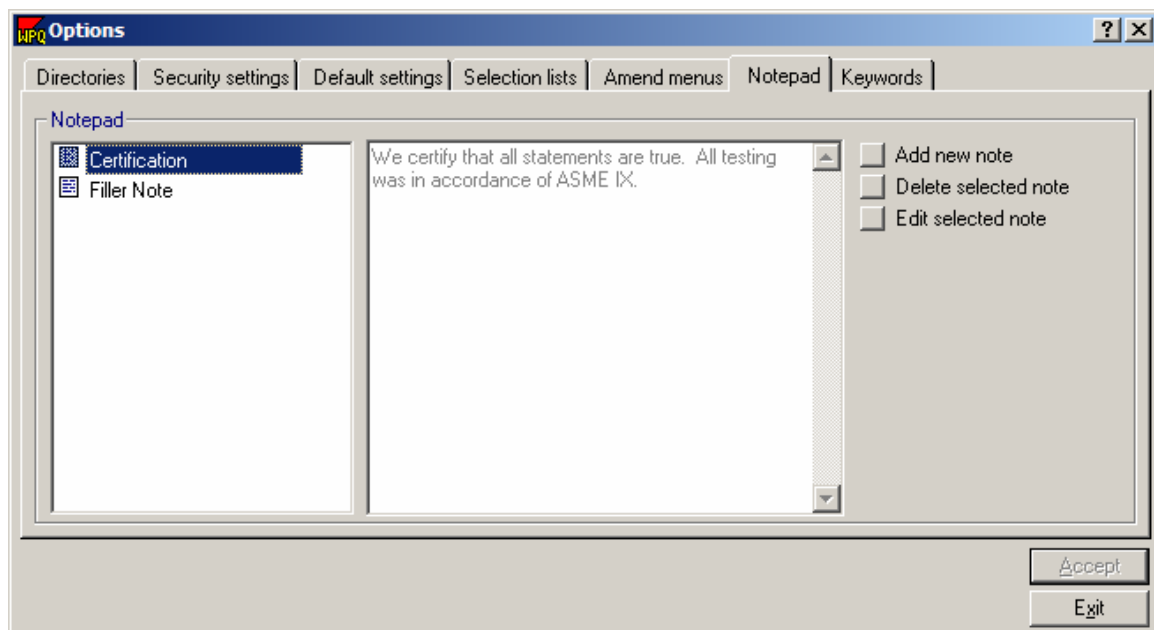 WPQ Options
Directories Security settings Default settings Selection lists Amend menus Notepad Keywords
Notepad
Certification
Filler Note
We certify that all statements are true.  All testing
was in accordance of ASME IX.
Add new note
Delete selected note
Edit selected note
Accept
Exit